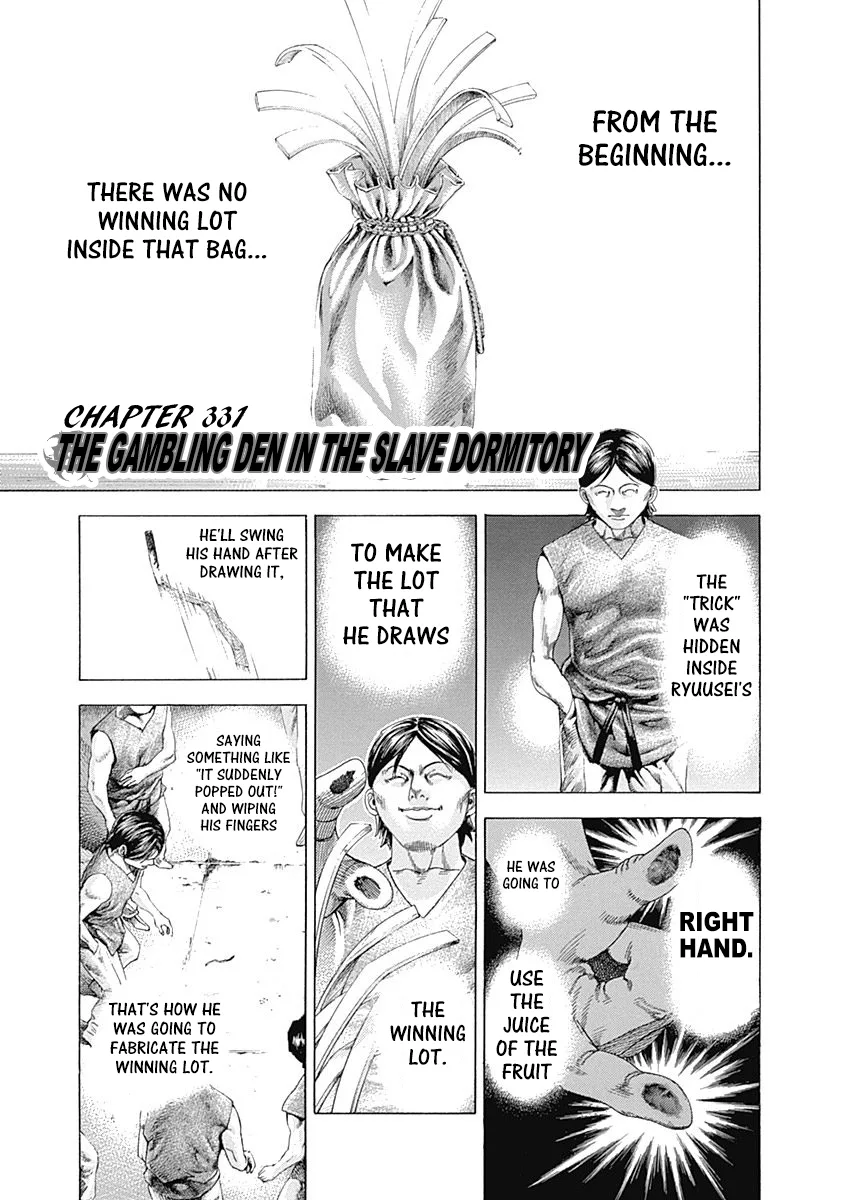 FROM THE
BEGINNING...
THERE WAS NO
WINNING LOT
INSIDE THAT BAG...
CHAPTER 331
THE GAMBLING DEN IN THE SLAVE DORMITORY
THE
"TRICK"
WAS
HIDDEN
INSIDE
RYUUSEI'S
RIGHT
HAND.
HE WAS
GOING TO
USE
THE
JUICE
OF THE
FRUIT
TO MAKE
THE LOT
THAT
HE DRAWS
THE
WINNING
LOT.
HE'LL SWING
HIS HAND AFTER
DRAWING IT,
SAYING
SOMETHING LIKE
"IT SUDDENLY
POPPED OUT!"
AND WIPING
HIS FINGERS
THAT'S HOW HE
WAS GOING TO
FABRICATE THE
WINNING LOT.